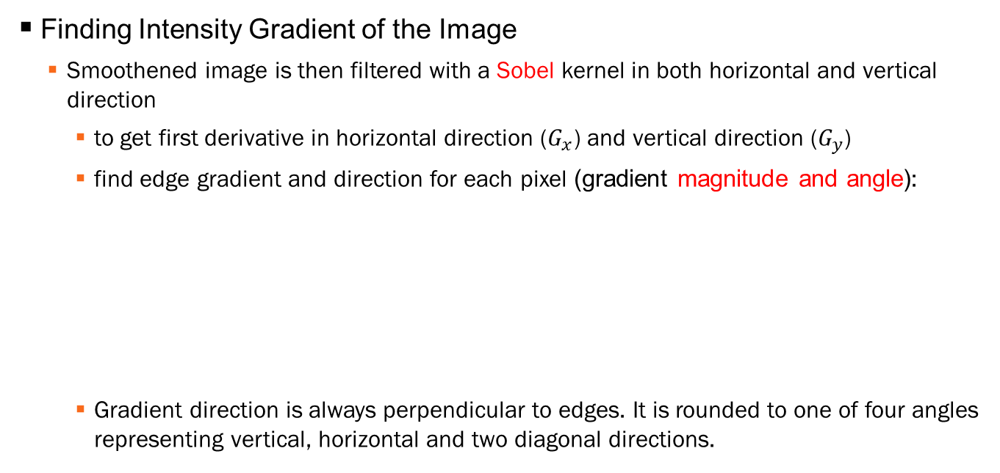 ▪ Finding Intensity Gradient of the Image
▪ Smoothened image is then filtered with a Sobel kernel in both horizontal and vertical
direction
▪ to get first derivative in horizontal direction (𝐺𝑥) and vertical direction (𝐺𝑦)
▪ find edge gradient and direction for each pixel (gradient magnitude and angle):
▪ Gradient direction is always perpendicular to edges. It is rounded to one of four angles
representing vertical, horizontal and two diagonal directions.